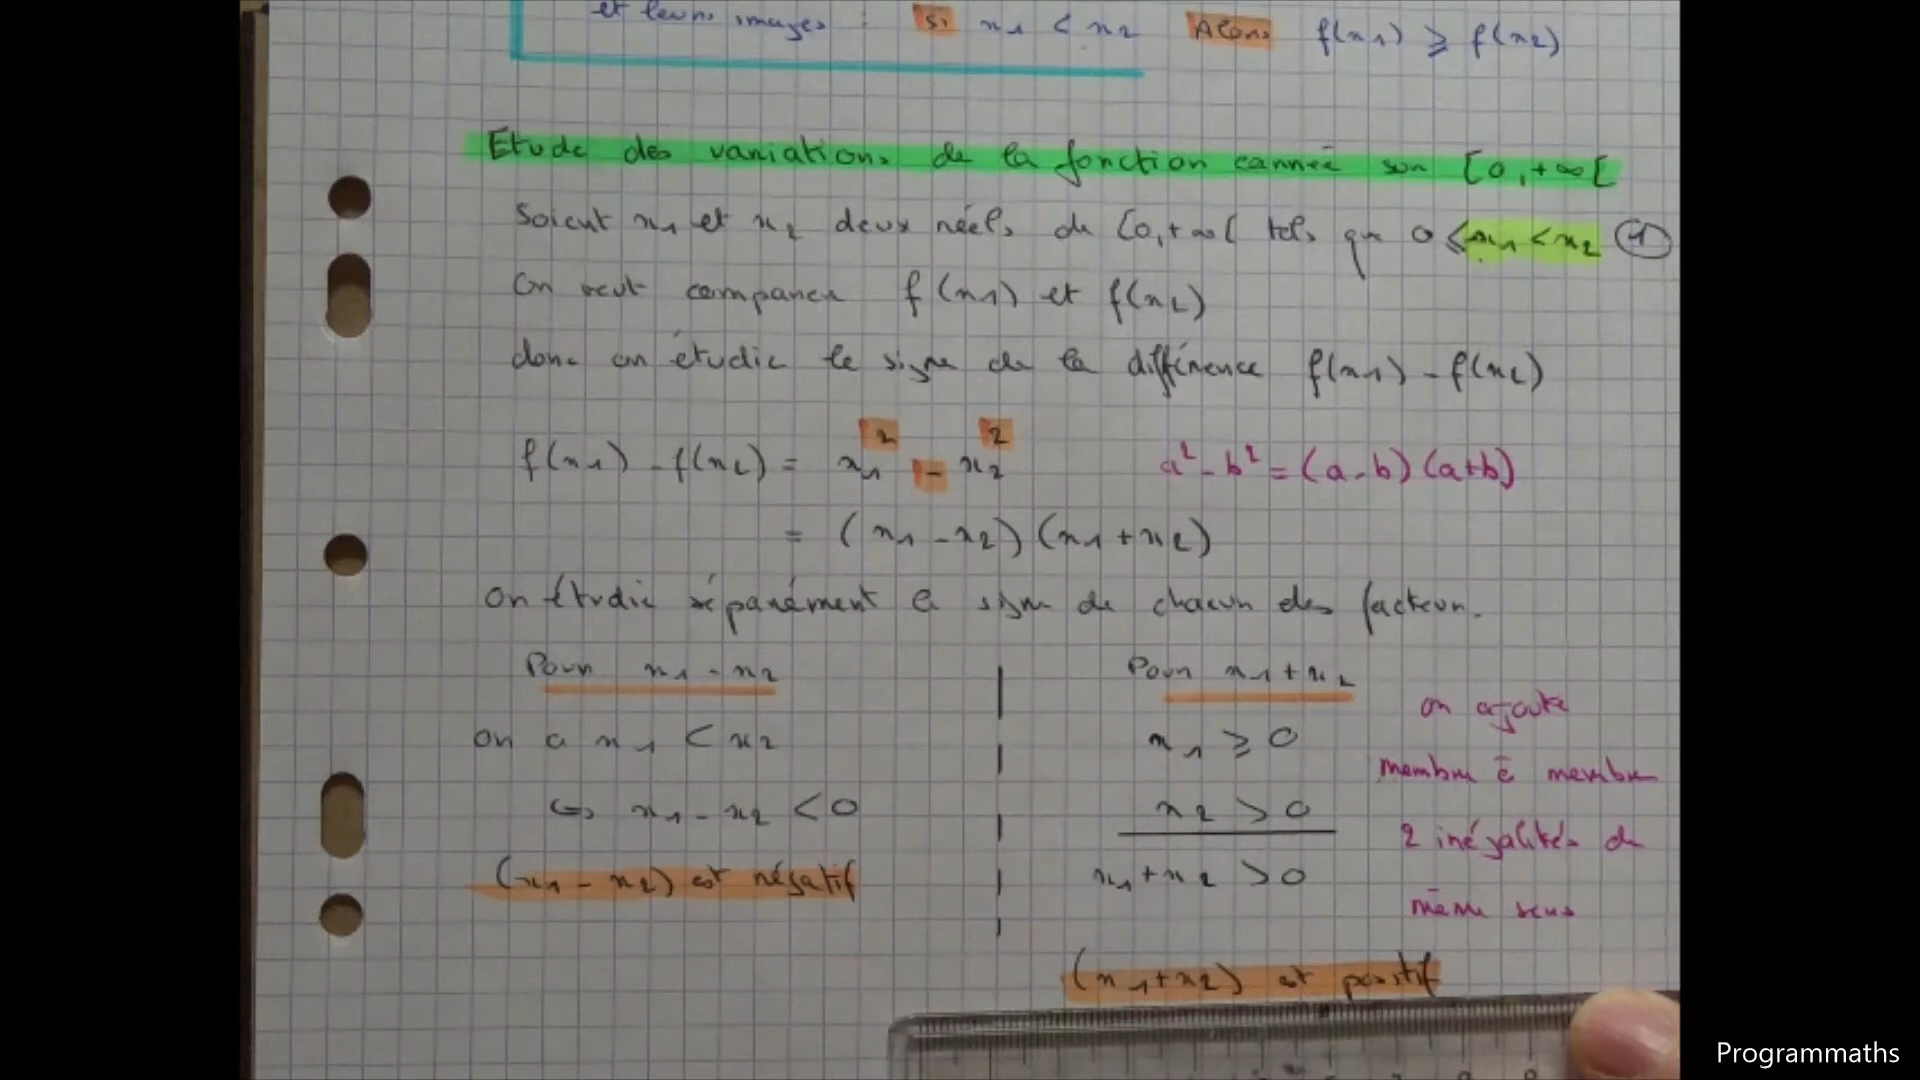 et leurs images : Si x1 < x2 Alors f(x1) ≥ f(x2)
Etude des variations de la fonction carrée sur [0,+∞[
Soient x1 et x2 deux réels de [0,+∞[ tels que 0 ≤ x1 < x2 ①
On veut comparer f(x1) et f(x2)
donc on étudie le signe de la différence f(x1) - f(x2)
f(x1) - f(x2) = x1² - x2² a² - b² = (a-b)(a+b)
= (x1 - x2)(x1 + x2)
on étudie séparément le signe de chacun des facteurs.
Pour x1 - x2
on a x1 < x2
⇔ x1 - x2 < 0
(x1 - x2) est négatif
Pour x1 + x2
x1 ≥ 0
x2 > 0
x1 + x2 > 0
(x1 + x2) est positif
on ajoute
membre à membre
2 inégalités de
même sens
Programmaths